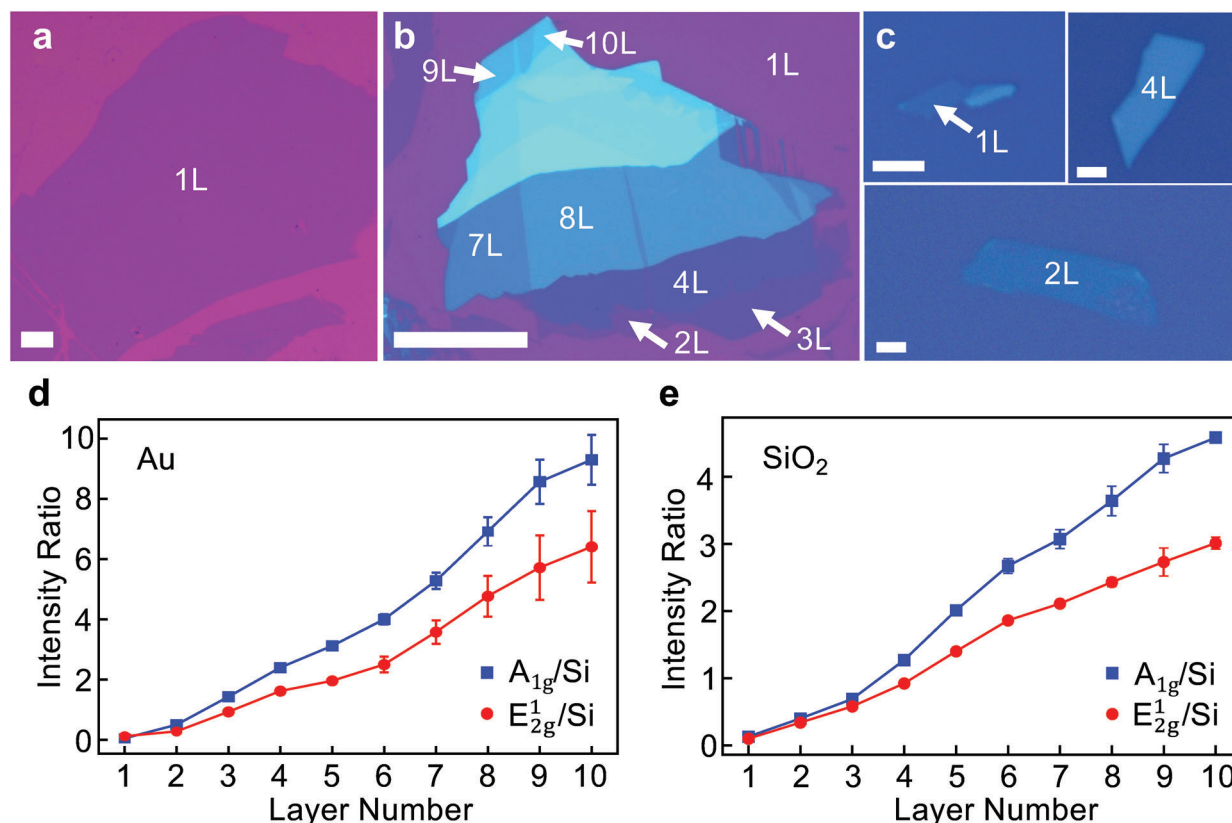 a
1L
b
10L
9L
1L
8L
7L
4L
2L
3L
c
1L
4L
2L
d
Au
Intensity Ratio
10
8
6
4
2
0
A₁g/Si
E¹₂g/Si
1 2 3 4 5 6 7 8 9 10
Layer Number
e
SiO₂
Intensity Ratio
4
3
2
1
0
A₁g/Si
E¹₂g/Si
1 2 3 4 5 6 7 8 9 10
Layer Number